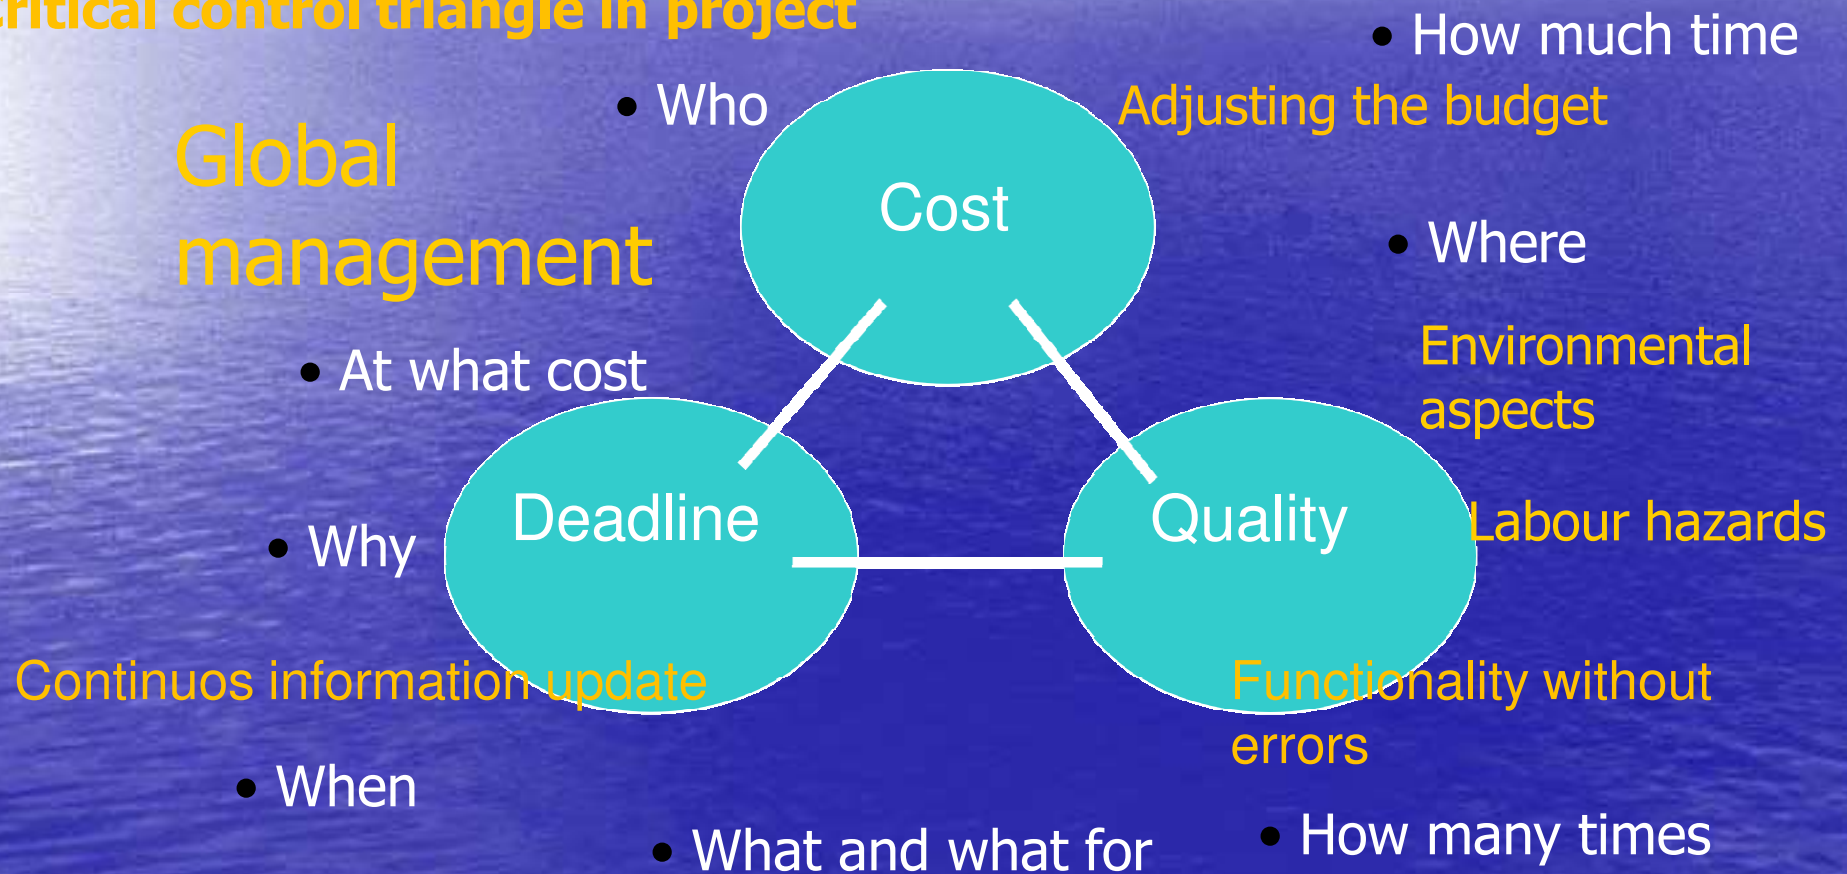 critical control triangle in project
• How much time
• Who
Adjusting the budget
Global
management
Cost
• Where
Environmental
aspects
• At what cost
Deadline
Quality
Labour hazards
• Why
Continuos information update
Functionality without
errors
• When
• What and what for
• How many times